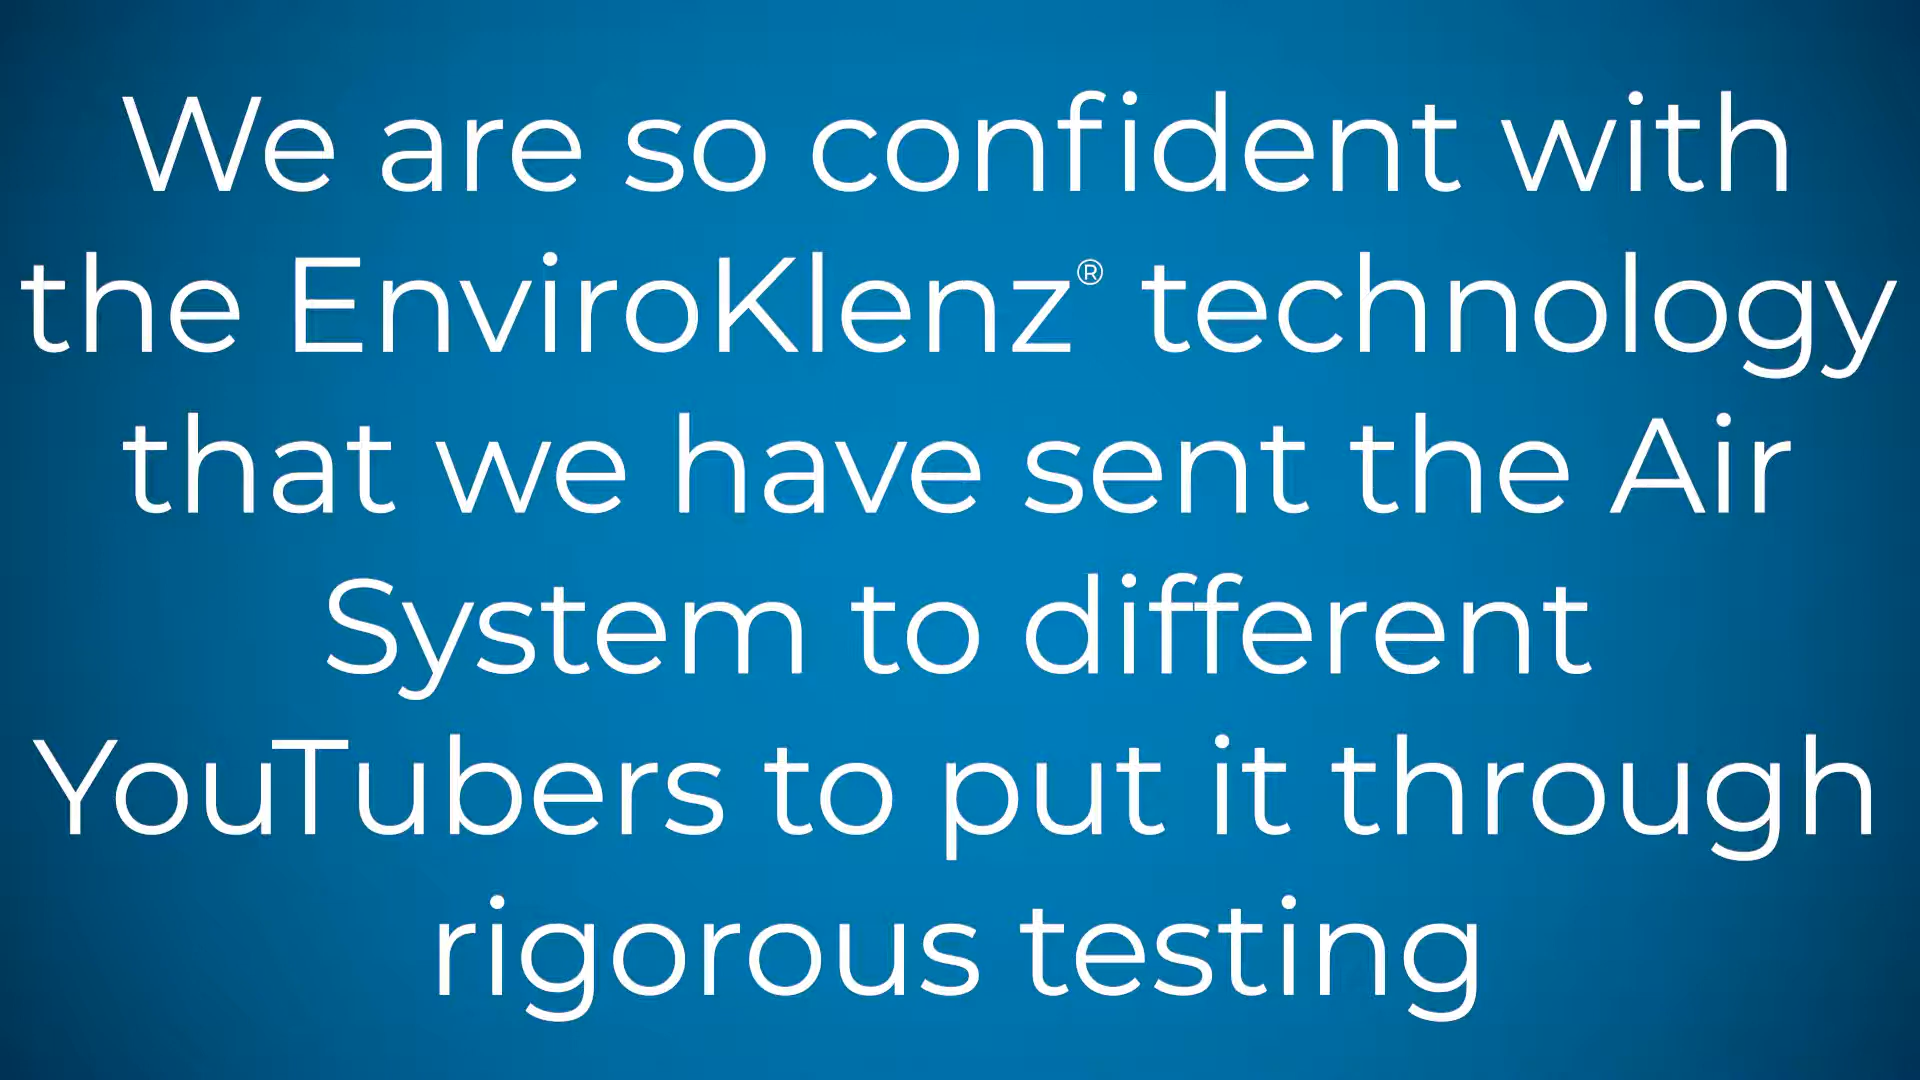 We are so confident with
the EnviroKlenz® technology
that we have sent the Air
System to different
YouTubers to put it through
rigorous testing